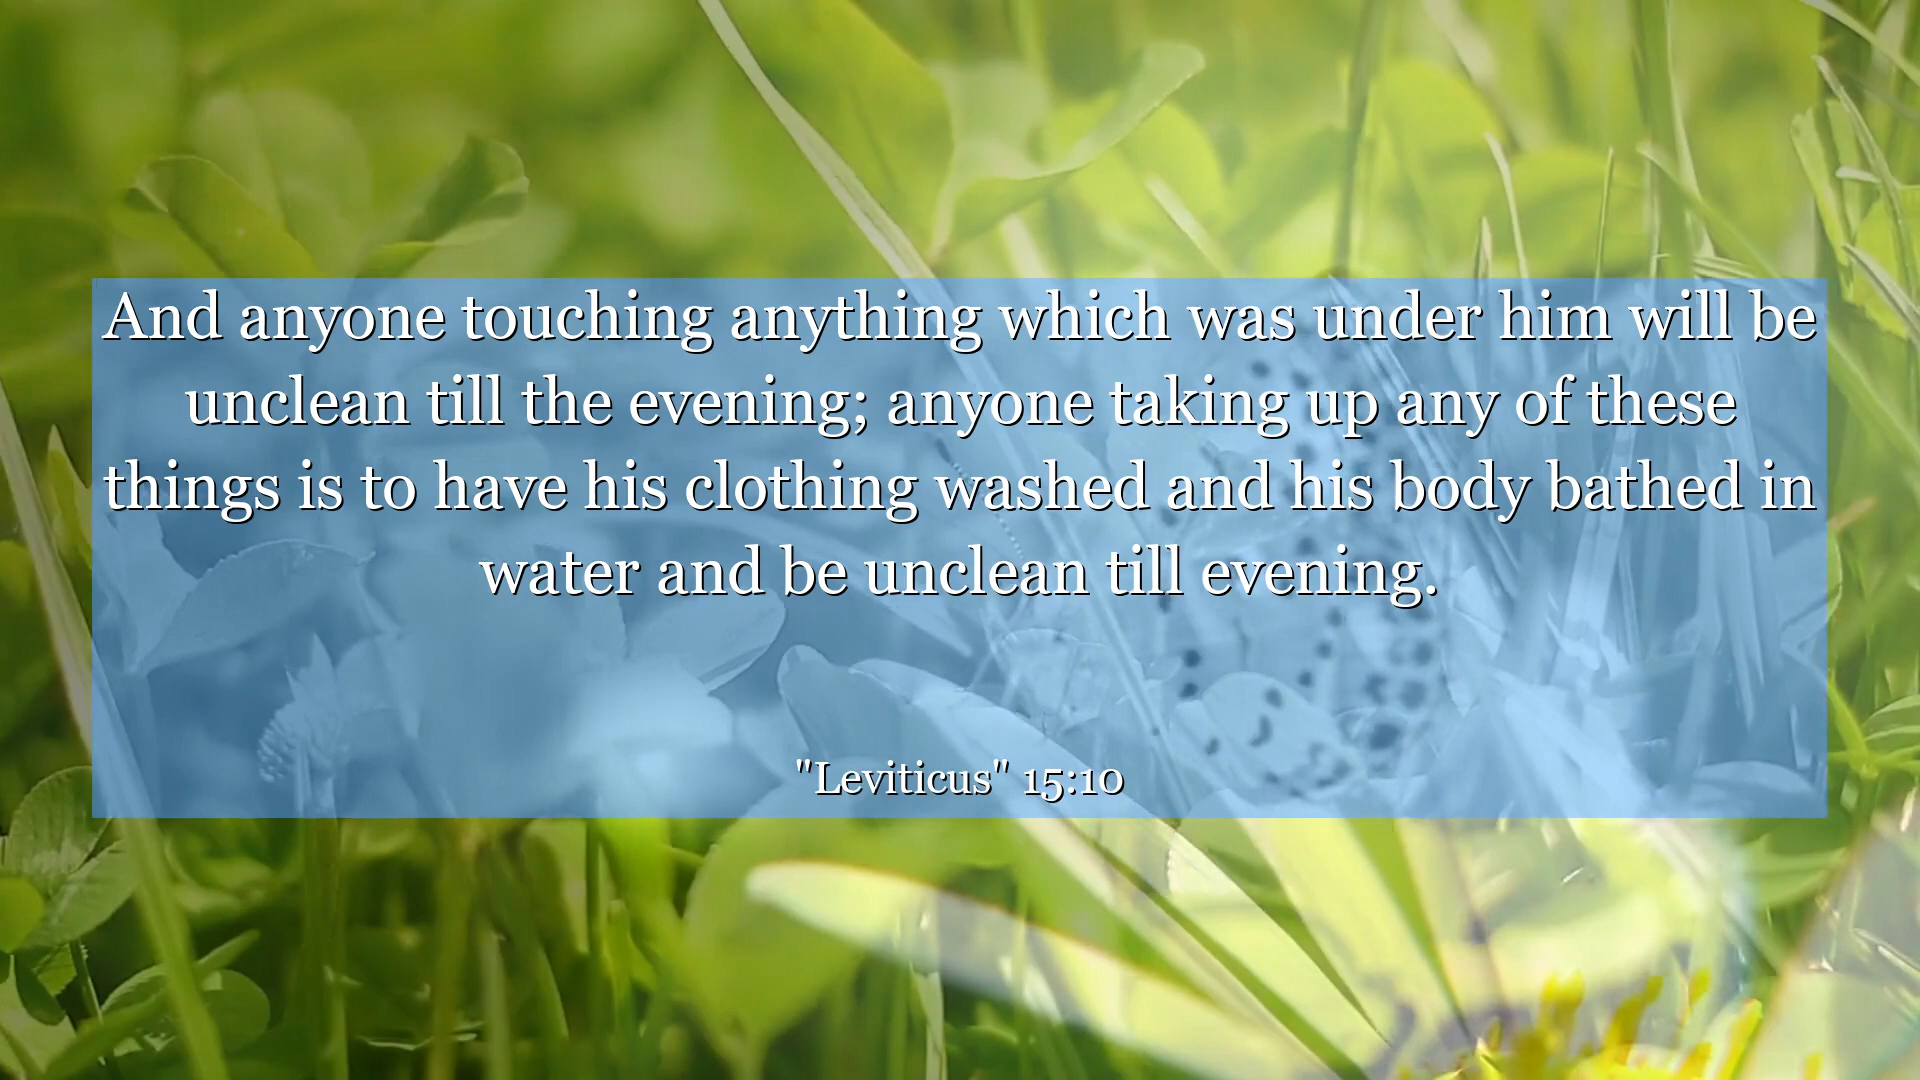 And anyone touching anything which was under him will be
unclean till the evening; anyone taking up any of these
things is to have his clothing washed and his body bathed in
water and be unclean till evening.
"Leviticus" 15:10